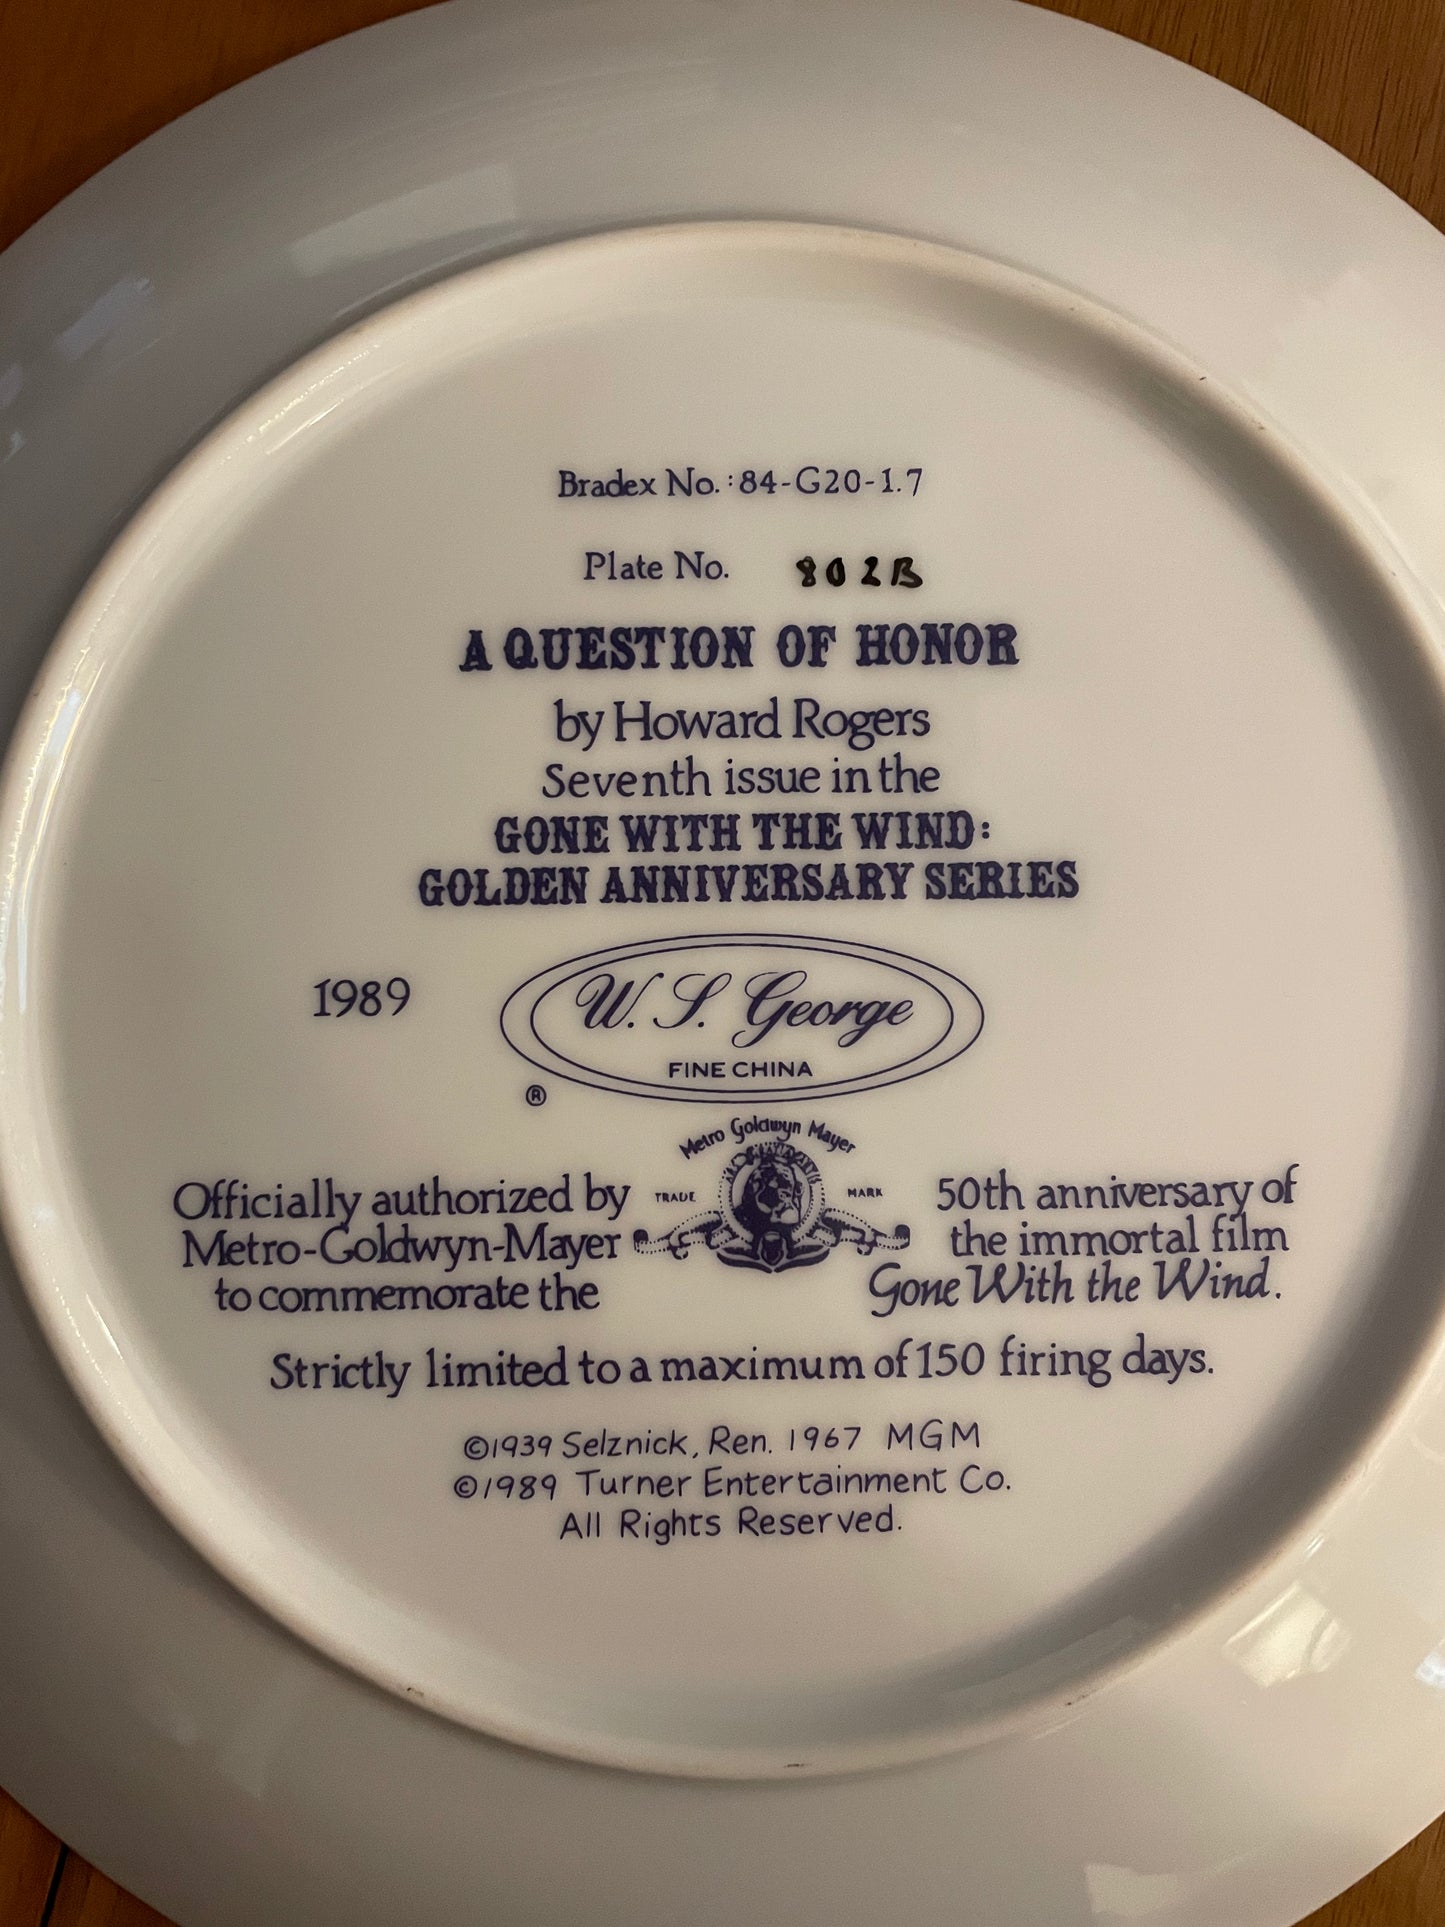 Bradex No.: 84-G20-1.7
Plate No. 802B
A QUESTION OF HONOR
by Howard Rogers
Seventh issue in the
GONE WITH THE WIND:
GOLDEN ANNIVERSARY SERIES
1989
W. S. George
FINE CHINA
®
Metro Goldwyn Mayer
TRADE MARK
Officially authorized by
Metro-Goldwyn-Mayer
to commemorate the
50th anniversary of
the immortal film
Gone With the Wind.
Strictly limited to a maximum of 150 firing days.
©1939 Selznick, Ren. 1967 MGM
©1989 Turner Entertainment Co.
All Rights Reserved.